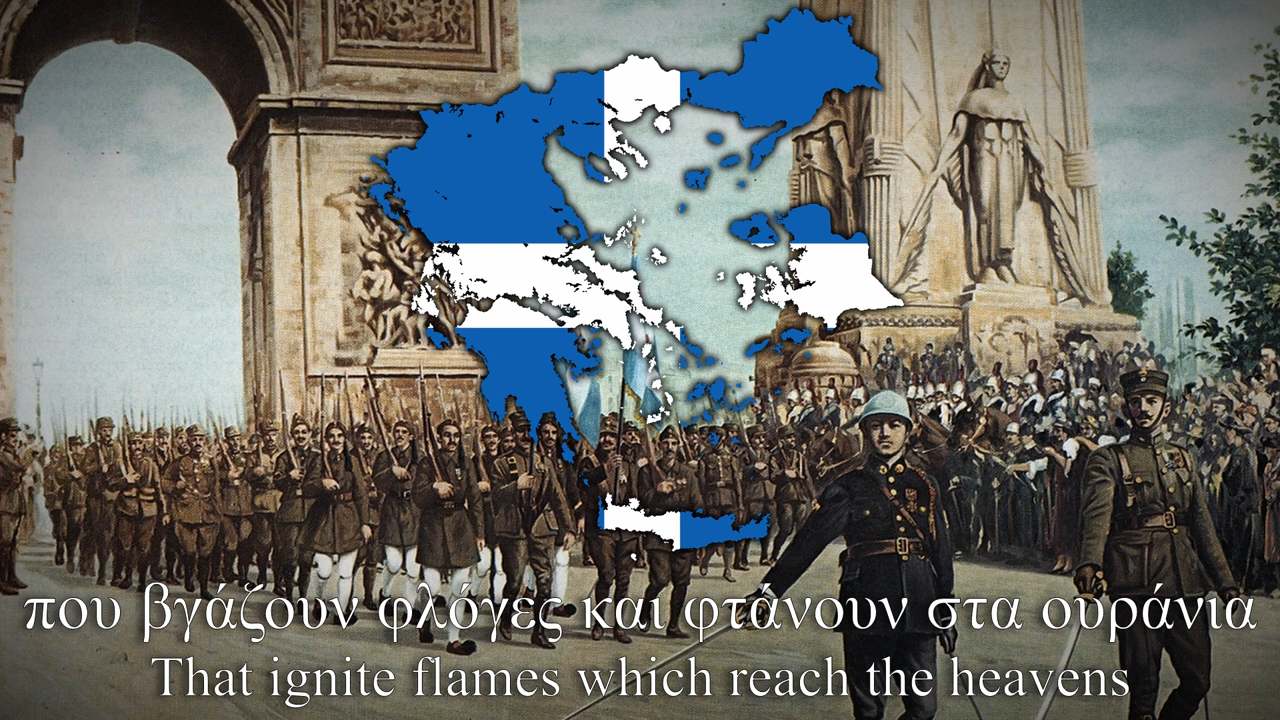 που βγάζουν φλόγες και φτάνουν στα ουράνια
That ignite flames which reach the heavens